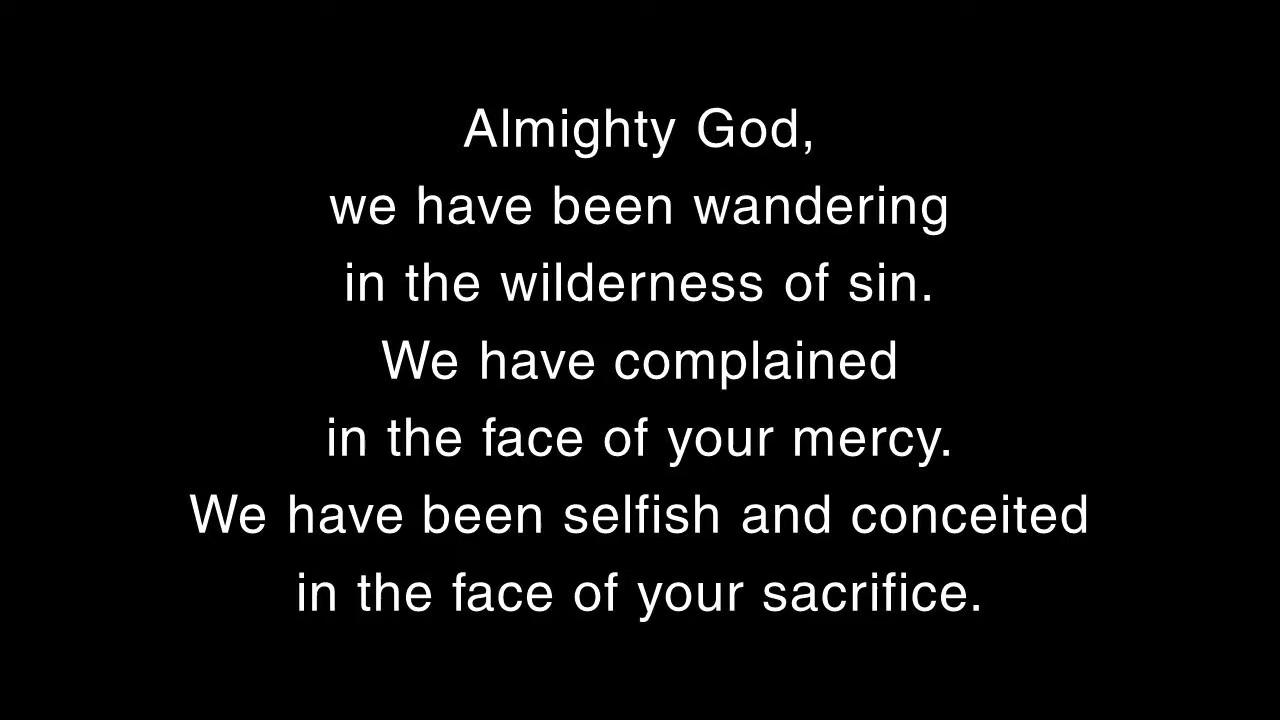 Almighty God,
we have been wandering
in the wilderness of sin.
We have complained
in the face of your mercy.
We have been selfish and conceited
in the face of your sacrifice.